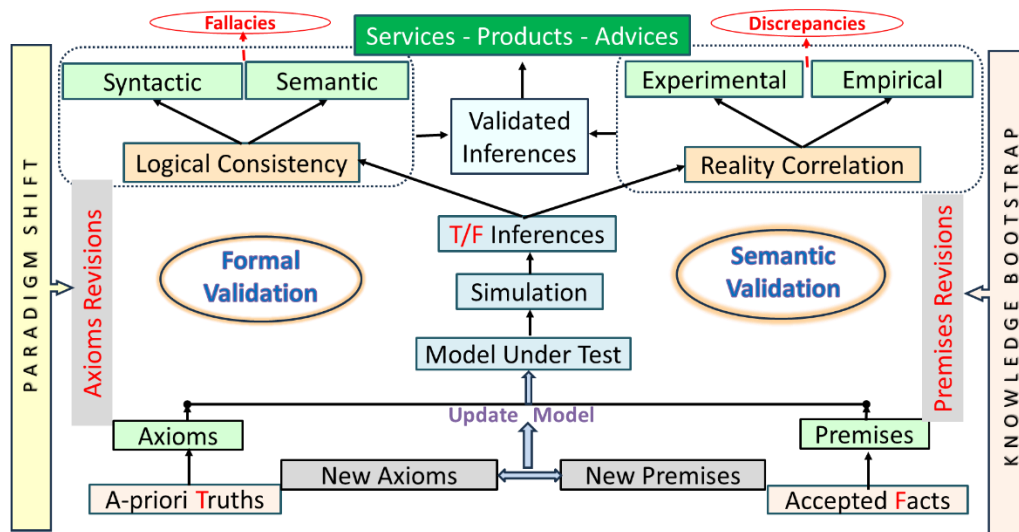 Fallacies
Services - Products - Advices
Discrepancies
Syntactic
Semantic
Experimental
Empirical
Validated
Inferences
Logical Consistency
Reality Correlation
PARADIGM SHIFT
Axioms Revisions
T/F Inferences
Formal
Validation
Semantic
Validation
Simulation
Premises Revisions
KNOWLEDGE BOOTSTRAP
Model Under Test
Update Model
Axioms
Premises
New Axioms
New Premises
A-priori Truths
Accepted Facts